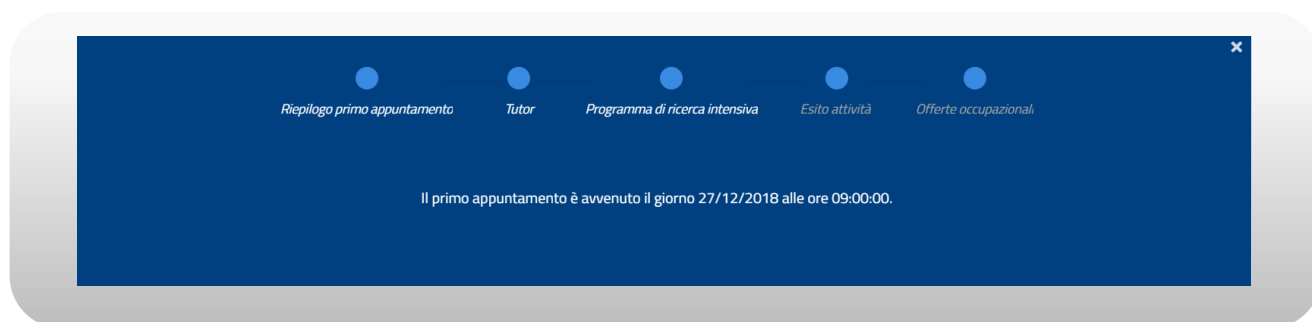 Riepilogo primo appuntamento Tutor Programma di ricerca intensiva Esito attività Offerte occupazionali
Il primo appuntamento è avvenuto il giorno 27/12/2018 alle ore 09:00:00.